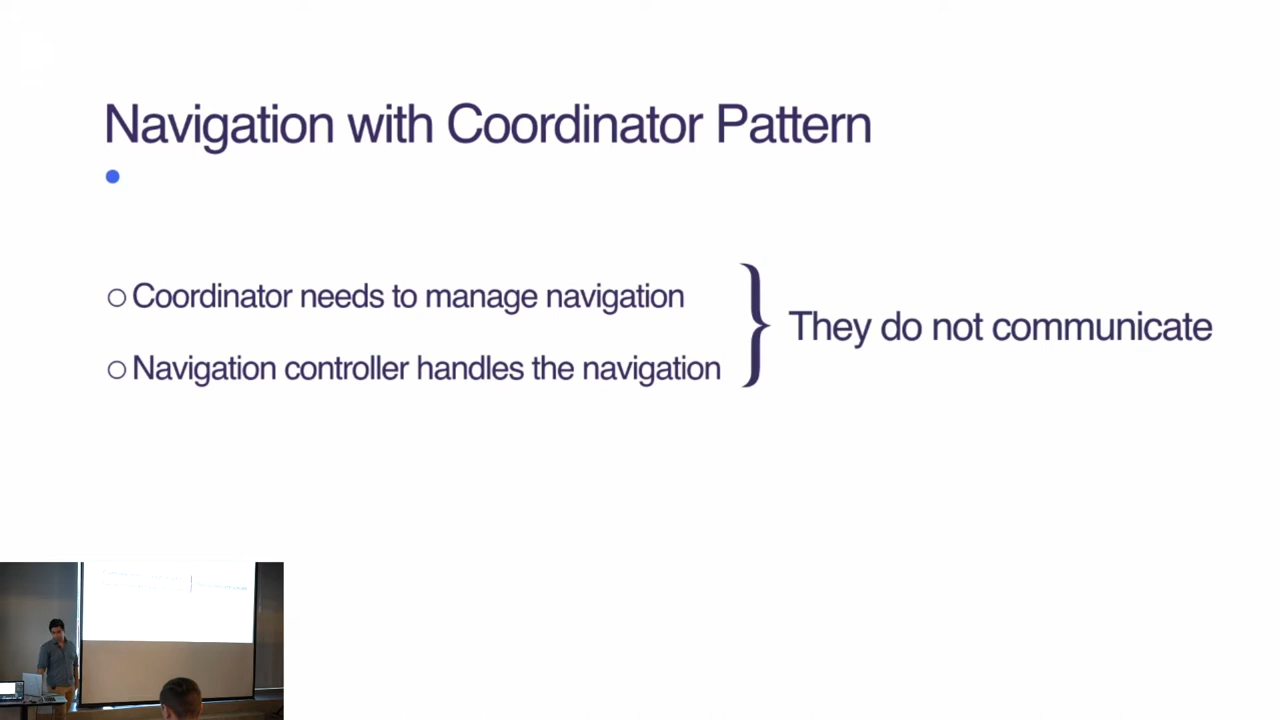 Navigation with Coordinator Pattern
Coordinator needs to manage navigation
Navigation controller handles the navigation
They do not communicate